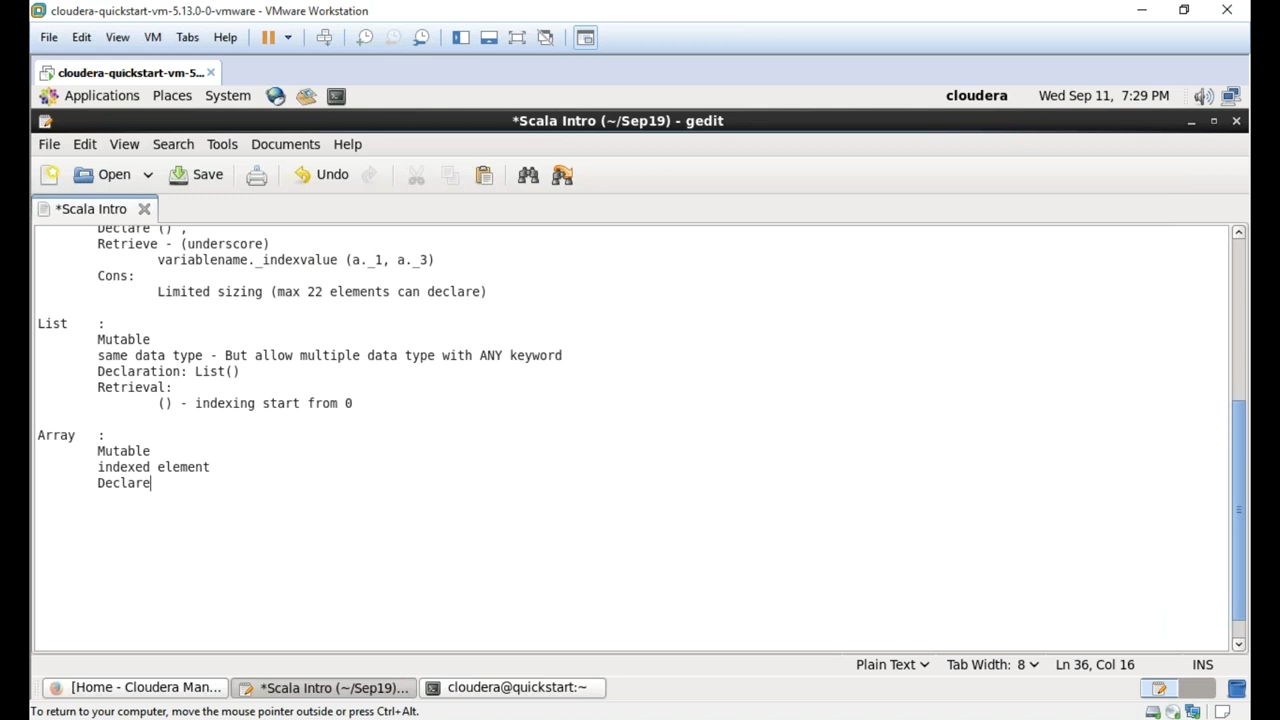 cloudera-quickstart-vm-5.13.0-0-vmware - VMware Workstation
File Edit View VM Tabs Help
cloudera-quickstart-vm-5...
Applications Places System cloudera Wed Sep 11, 7:29 PM
*Scala Intro (~/Sep19) - gedit
File Edit View Search Tools Documents Help
Open Save Undo
*Scala Intro
Declare () ,
Retrieve - (underscore)
variablename._indexvalue (a._1, a._3)
Cons:
Limited sizing (max 22 elements can declare)
List :
Mutable
same data type - But allow multiple data type with ANY keyword
Declaration: List()
Retrieval:
() - indexing start from 0
Array :
Mutable
indexed element
Declare
Plain Text Tab Width: 8 Ln 36, Col 16 INS
[Home - Cloudera Man... *Scala Intro (~/Sep19)... cloudera@quickstart:~
To return to your computer, move the mouse pointer outside or press Ctrl+Alt.